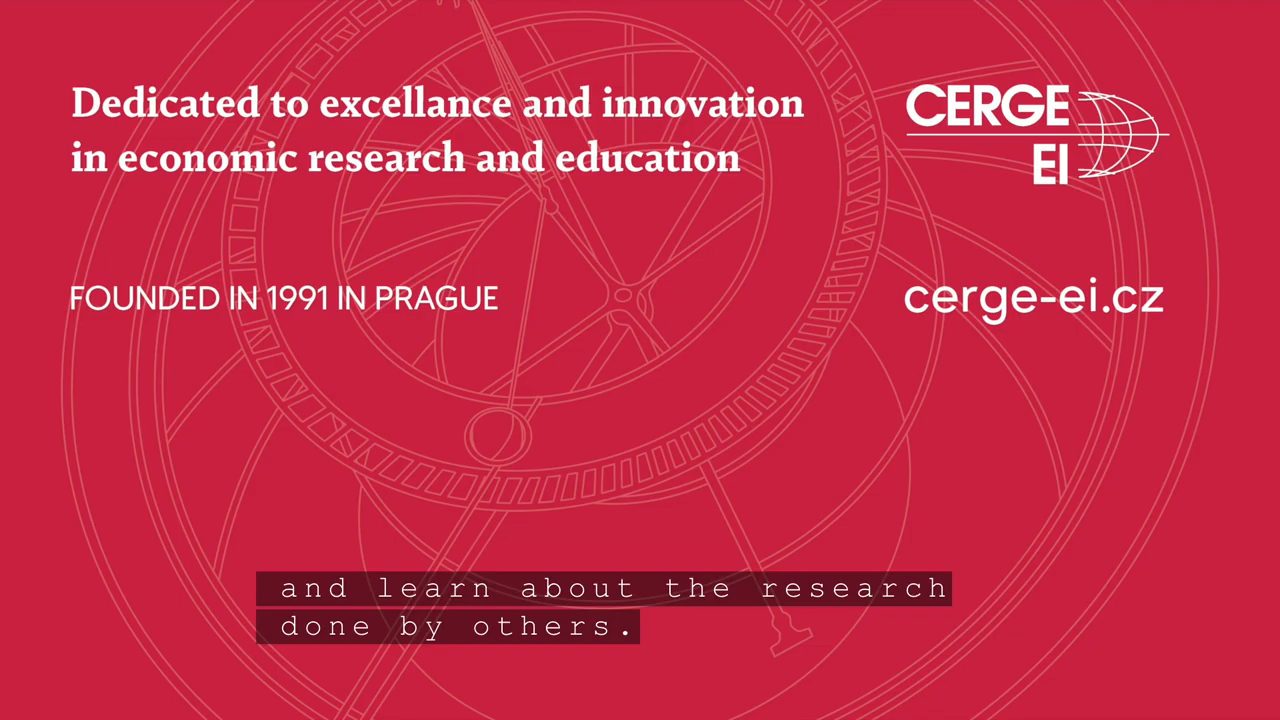 Dedicated to excellance and innovation
in economic research and education
CERGE
EI
FOUNDED IN 1991 IN PRAGUE
cerge-ei.cz
and learn about the research
done by others.